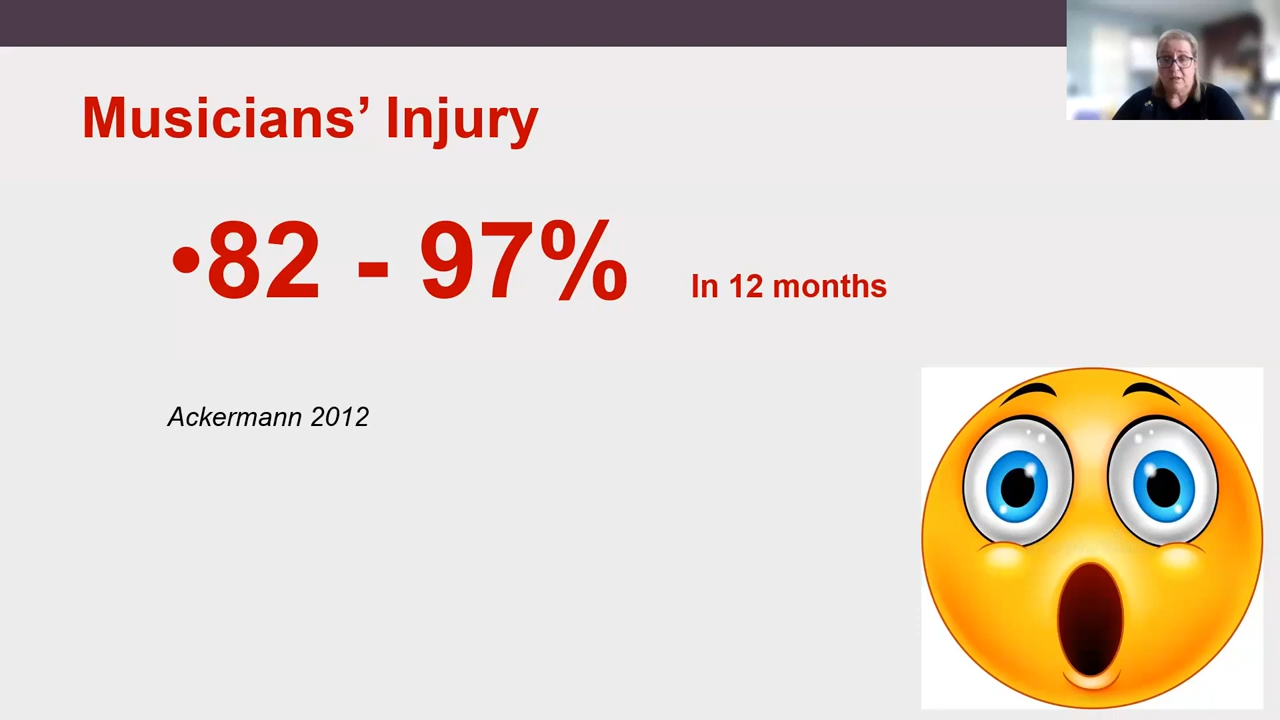 Musicians’ Injury
•82 - 97% In 12 months
Ackermann 2012